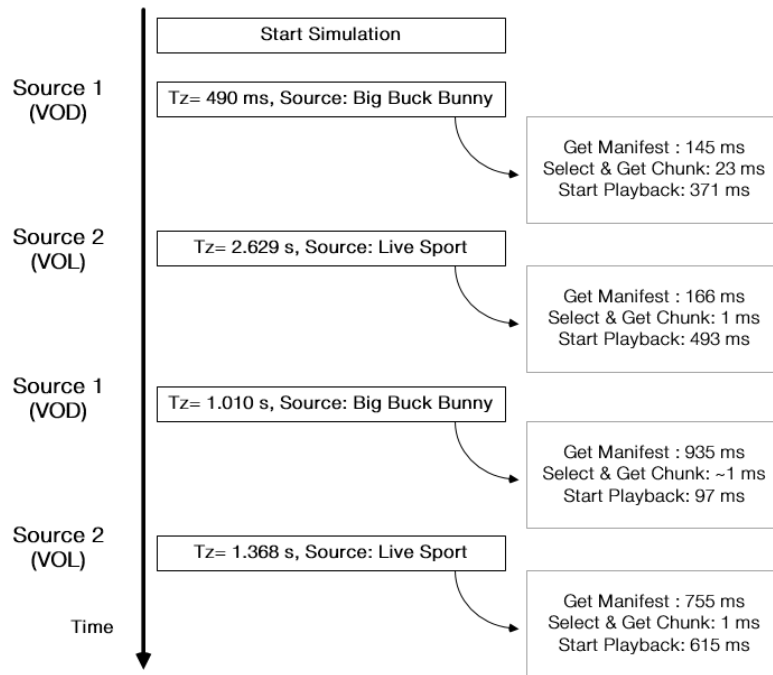 Start Simulation
Source 1
(VOD)
Tz= 490 ms, Source: Big Buck Bunny
Get Manifest : 145 ms
Select & Get Chunk: 23 ms
Start Playback: 371 ms
Source 2
(VOL)
Tz= 2.629 s, Source: Live Sport
Get Manifest : 166 ms
Select & Get Chunk: 1 ms
Start Playback: 493 ms
Source 1
(VOD)
Tz= 1.010 s, Source: Big Buck Bunny
Get Manifest : 935 ms
Select & Get Chunk: ~1 ms
Start Playback: 97 ms
Source 2
(VOL)
Tz= 1.368 s, Source: Live Sport
Get Manifest : 755 ms
Select & Get Chunk: 1 ms
Start Playback: 615 ms
Time